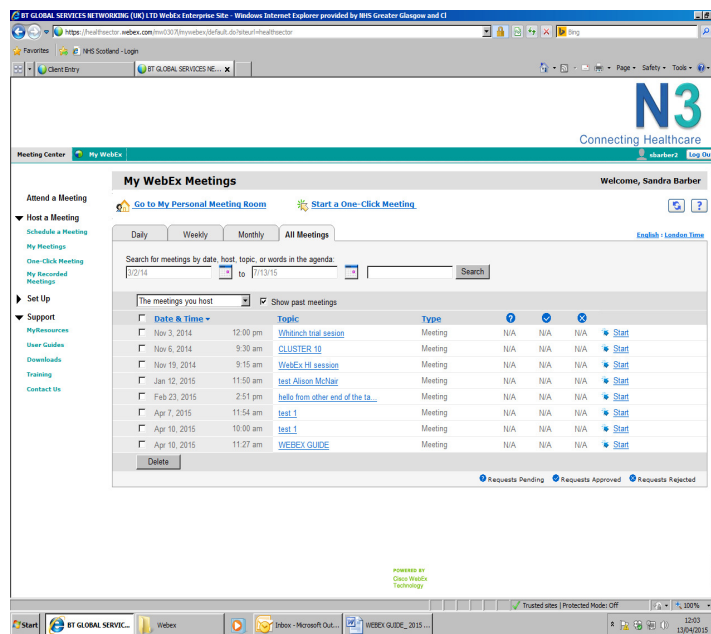 BT GLOBAL SERVICES NETWORKING (UK) LTD WebEx Enterprise Site - Windows Internet Explorer provided by NHS Greater Glasgow and Cl
https://healthsector.webex.com/mw0307l/mywebex/default.do?siteurl=healthsector
bing
Favorites NHS Scotland - Login
Client Entry BT GLOBAL SERVICES NE... x Page Safety Tools
N3
Connecting Healthcare
Meeting Center My WebEx sbarber2 Log Ou
My WebEx Meetings Welcome, Sandra Barber
Attend a Meeting
Go to My Personal Meeting Room Start a One-Click Meeting
Host a Meeting
Schedule a Meeting
My Meetings
One-Click Meeting
My Recorded
Meetings
Set Up
Support
MyResources
User Guides
Downloads
Training
Contact Us
Daily Weekly Monthly All Meetings English : London Time
Search for meetings by date, host, topic, or words in the agenda:
3/2/14 to 7/13/15 Search
The meetings you host Show past meetings
Date & Time Topic Type
Nov 3, 2014 12:00 pm Whitinch trial sesion Meeting N/A N/A N/A Start
Nov 6, 2014 9:30 am CLUSTER 10 Meeting N/A N/A N/A Start
Nov 19, 2014 9:15 am WebEx HI session Meeting N/A N/A N/A Start
Jan 12, 2015 11:50 am test Alison McNair Meeting N/A N/A N/A Start
Feb 23, 2015 2:51 pm hello from other end of the ta... Meeting N/A N/A N/A Start
Apr 7, 2015 11:54 am test 1 Meeting N/A N/A N/A Start
Apr 10, 2015 10:00 am test 1 Meeting N/A N/A N/A Start
Apr 10, 2015 11:27 am WEBEX GUIDE Meeting N/A N/A N/A Start
Delete
Requests Pending Requests Approved Requests Rejected
POWERED BY
Cisco WebEx
Technology
Trusted sites | Protected Mode: Off 100%
Start BT GLOBAL SERVIC... Webex Inbox - Microsoft Out... WEBEX GUIDE_ 2015 ... 12:03
13/04/2015